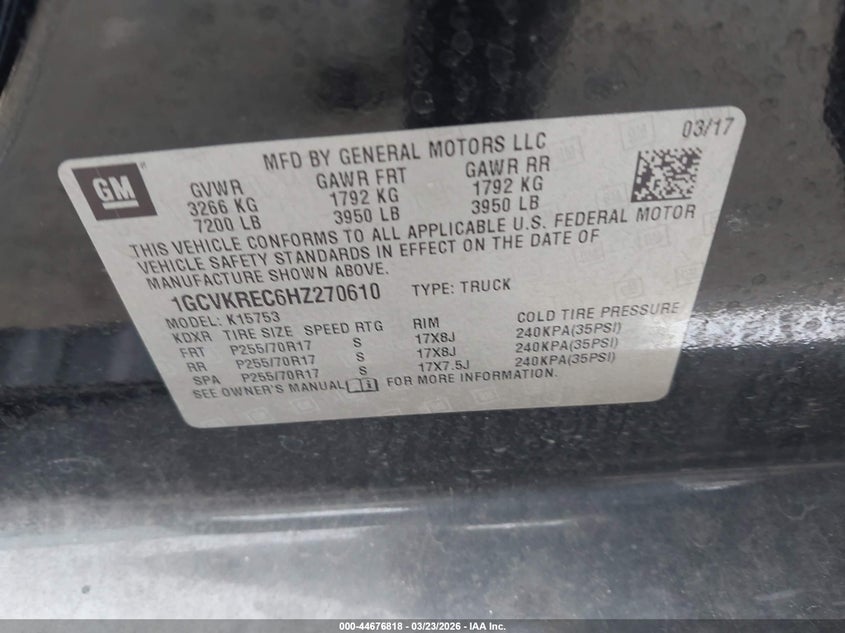 03/17
MFD BY GENERAL MOTORS LLC
GM
GVWR GAWR FRT GAWR RR
3266 KG 1792 KG 1792 KG
7200 LB 3950 LB 3950 LB
THIS VEHICLE CONFORMS TO ALL APPLICABLE U.S. FEDERAL MOTOR
VEHICLE SAFETY STANDARDS IN EFFECT ON THE DATE OF
MANUFACTURE SHOWN ABOVE.
1GCVKREC6HZ270610 TYPE: TRUCK
MODEL: K15753
KDXR TIRE SIZE SPEED RTG RIM COLD TIRE PRESSURE
FRT P255/70R17 S 17X8J 240KPA(35PSI)
RR P255/70R17 S 17X8J 240KPA(35PSI)
SPA P255/70R17 S 17X7.5J 240KPA(35PSI)
SEE OWNER'S MANUAL FOR MORE INFORMATION.
000-44676818 - 03/23/2026 - IAA Inc.